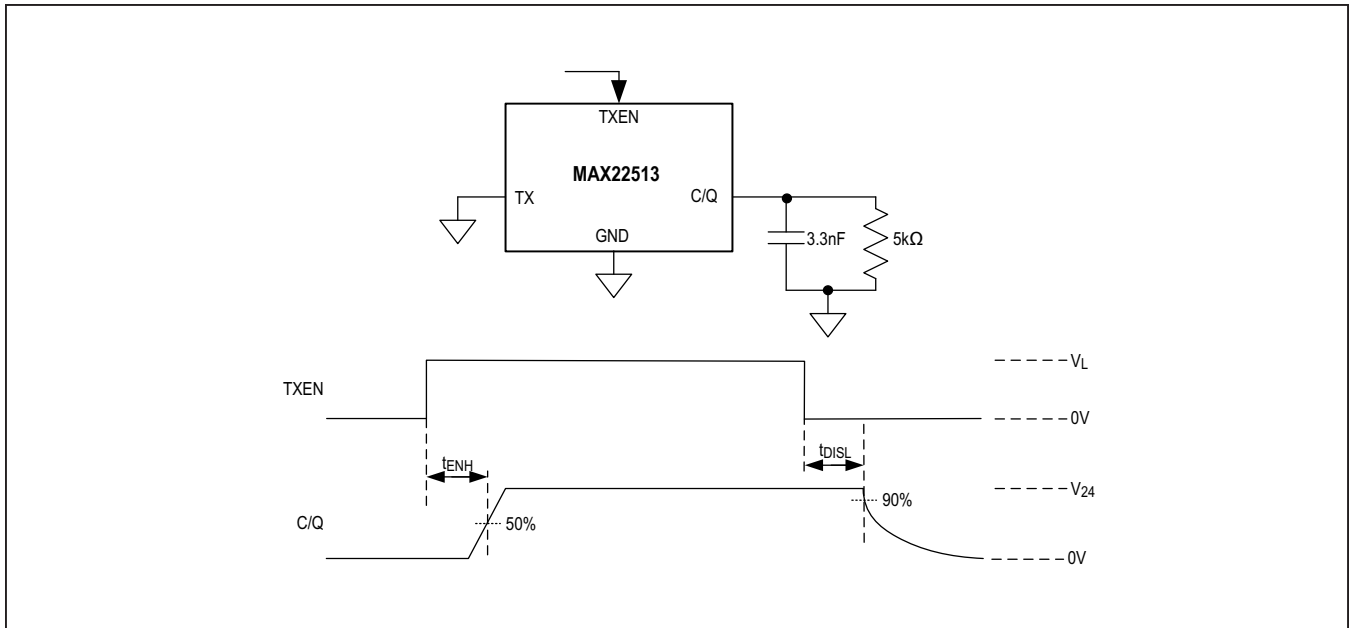 TXEN
MAX22513
TX
C/Q
GND
3.3nF
5kΩ
TXEN
VL
0V
tENH
tDISL
V24
50%
90%
C/Q
0V